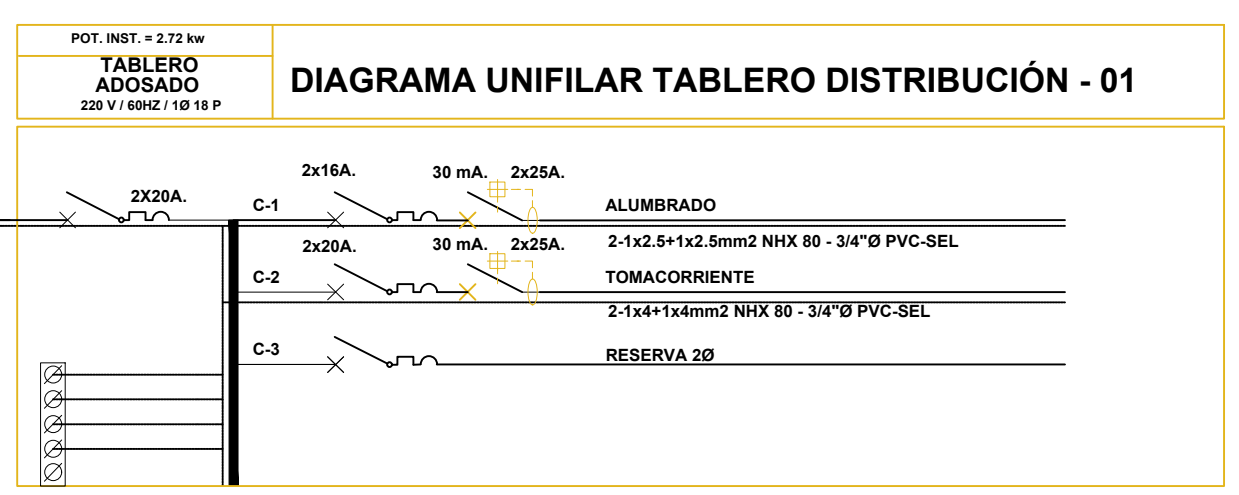 POT. INST. = 2.72 kw
TABLERO
ADOSADO
220 V / 60HZ / 1Ø 18 P
DIAGRAMA UNIFILAR TABLERO DISTRIBUCIÓN - 01
2X20A.
C-1
2x16A.
30 mA.
2x25A.
ALUMBRADO
2-1x2.5+1x2.5mm2 NHX 80 - 3/4"Ø PVC-SEL
C-2
2x20A.
30 mA.
2x25A.
TOMACORRIENTE
2-1x4+1x4mm2 NHX 80 - 3/4"Ø PVC-SEL
C-3
RESERVA 2Ø